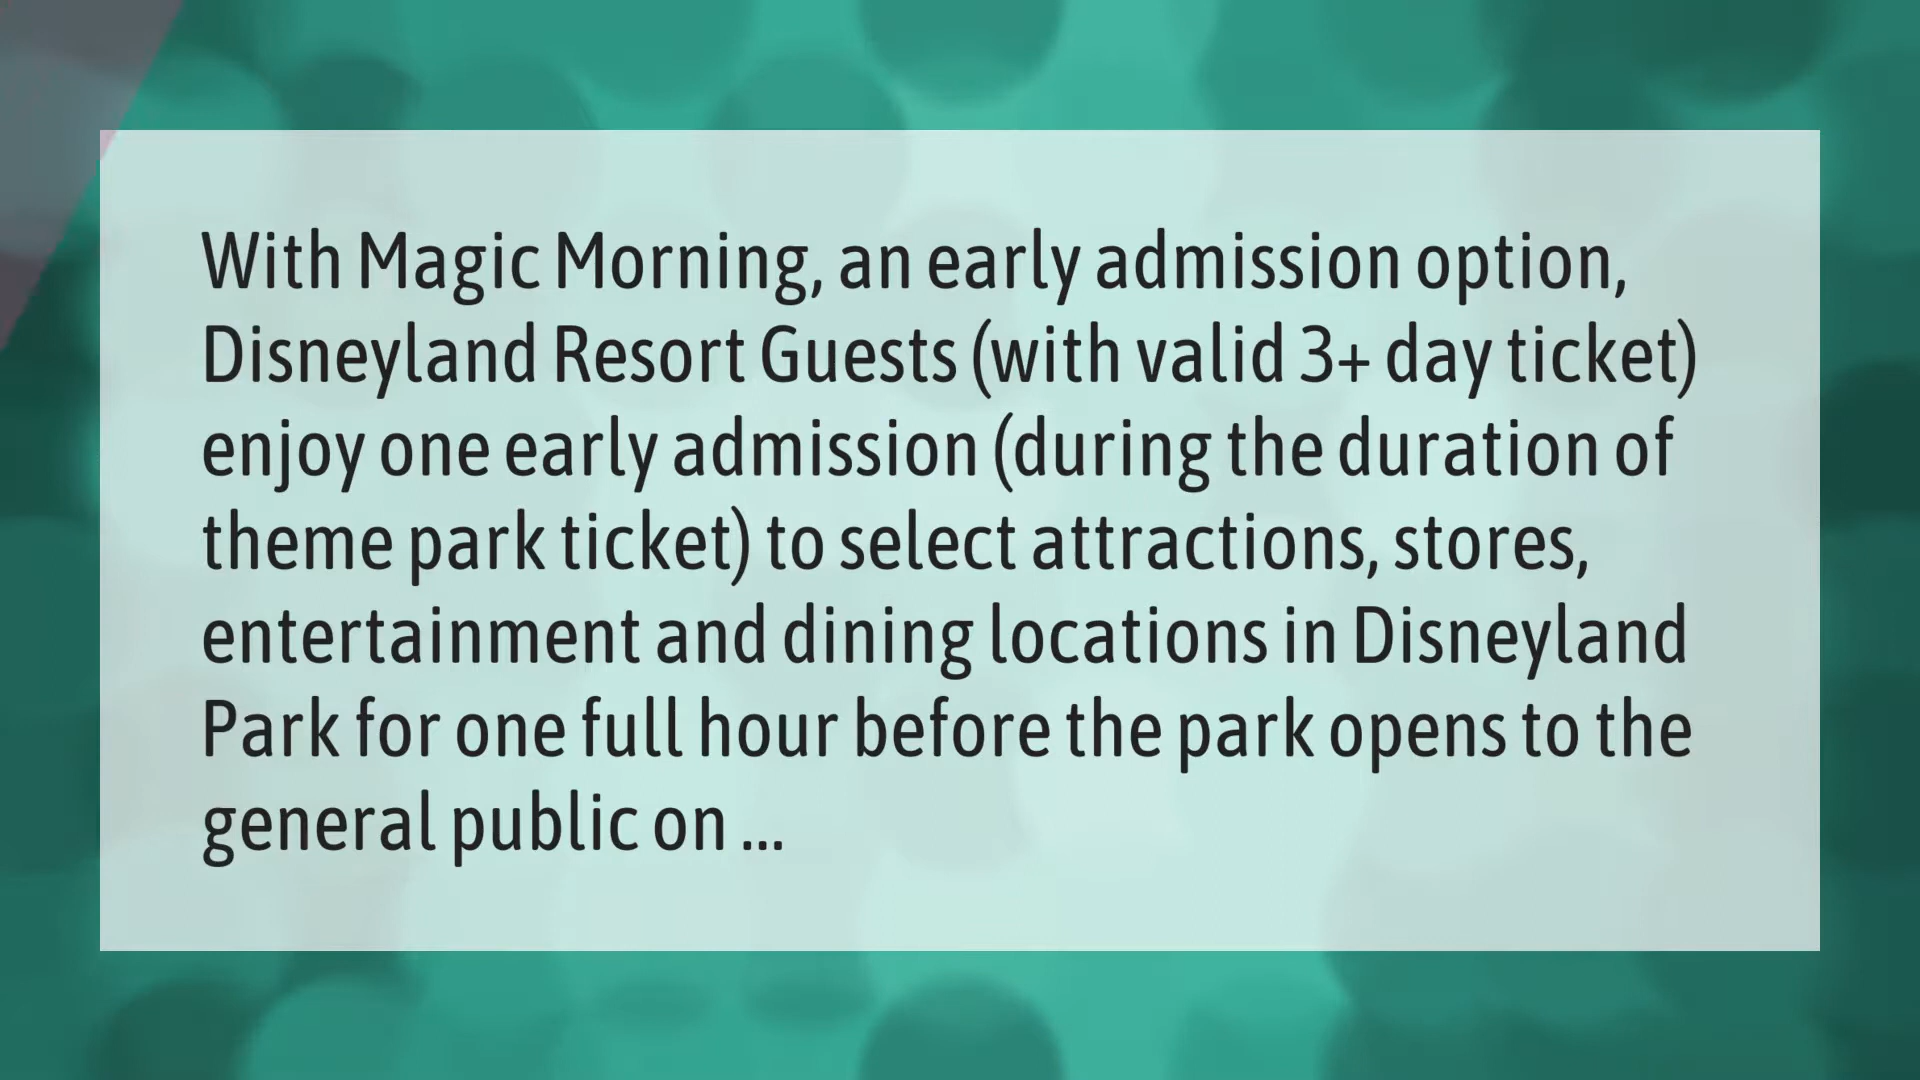 With Magic Morning, an early admission option,
Disneyland Resort Guests (with valid 3+ day ticket)
enjoy one early admission (during the duration of
theme park ticket) to select attractions, stores,
entertainment and dining locations in Disneyland
Park for one full hour before the park opens to the
general public on ...